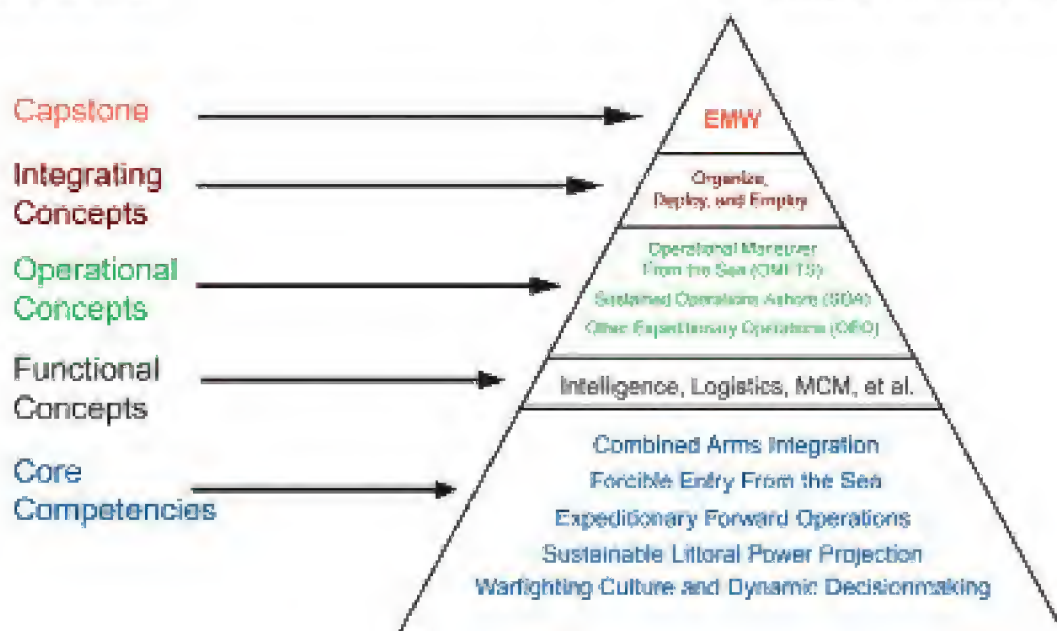 Capstone
EMW
Integrating
Concepts
Organize,
Deploy, and Employ
Operational
Concepts
Operational Maneuver
From the Sea (OMFTS)
Sustained Operations Ashore (SOA)
Other Expeditionary Operations (OEO)
Functional
Concepts
Intelligence, Logistics, MCM, et al.
Core
Competencies
Combined Arms Integration
Forcible Entry From the Sea
Expeditionary Forward Operations
Sustainable Littoral Power Projection
Warfighting Culture and Dynamic Decisionmaking